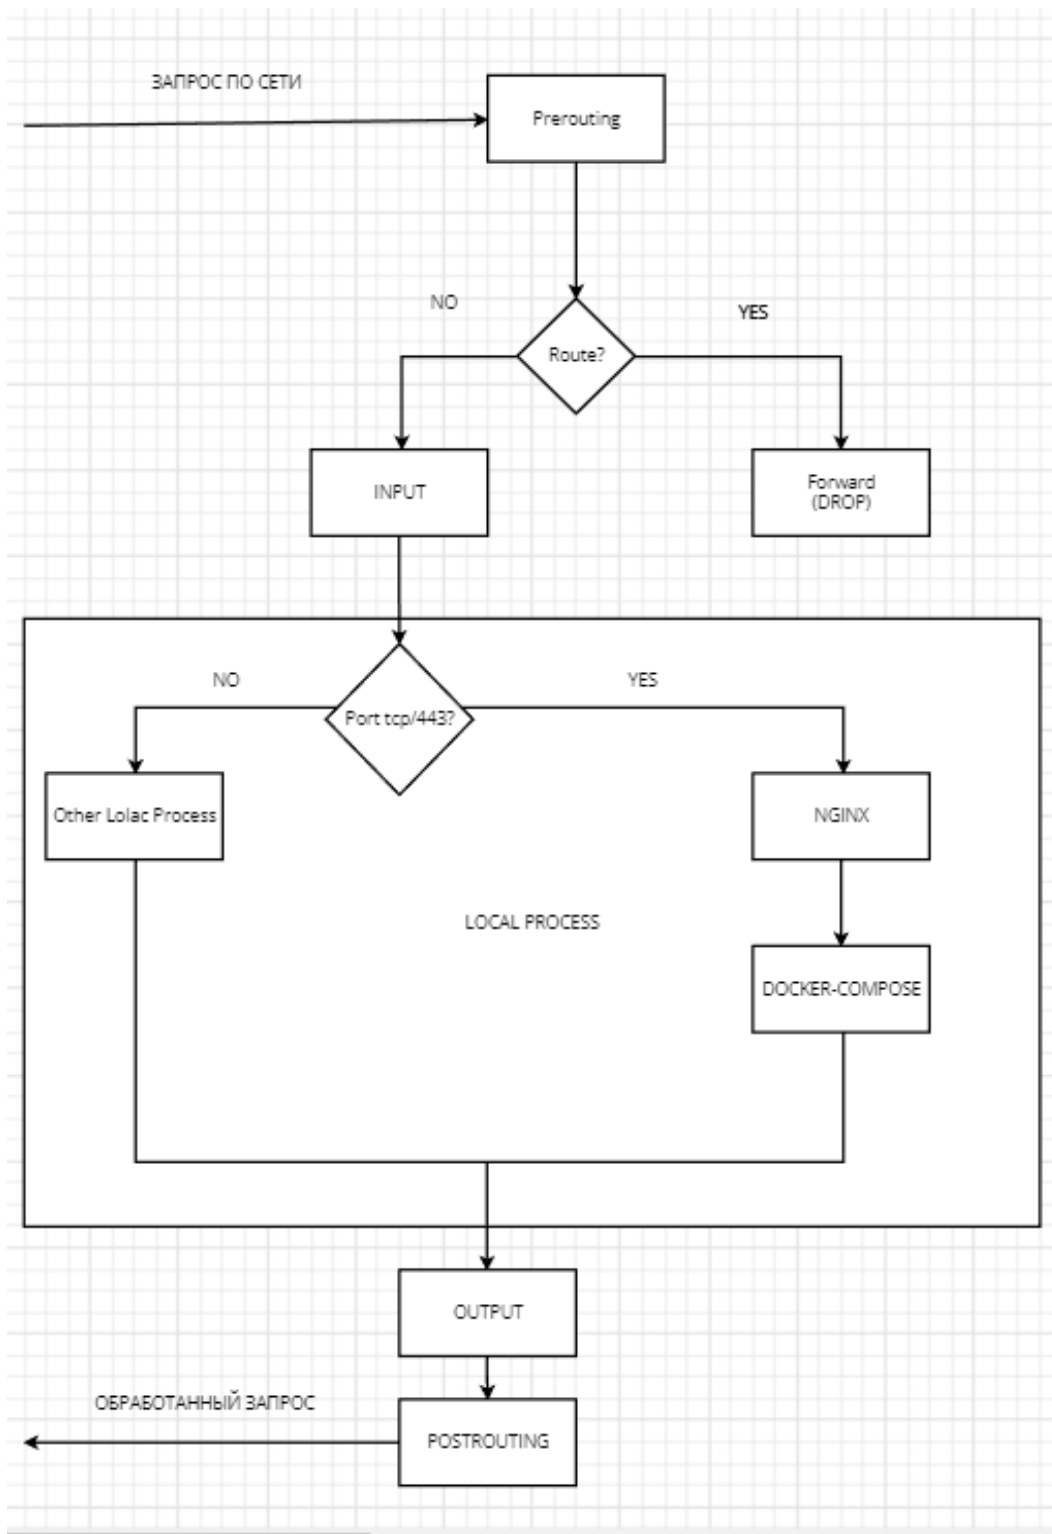 ЗАПРОС ПО СЕТИ
Prerouting
NO
YES
Route?
INPUT
Forward
(DROP)
NO
YES
Port tcp/443?
Other Lolac Process
NGINX
LOCAL PROCESS
DOCKER-COMPOSE
OUTPUT
ОБРАБОТАННЫЙ ЗАПРОС
POSTROUTING